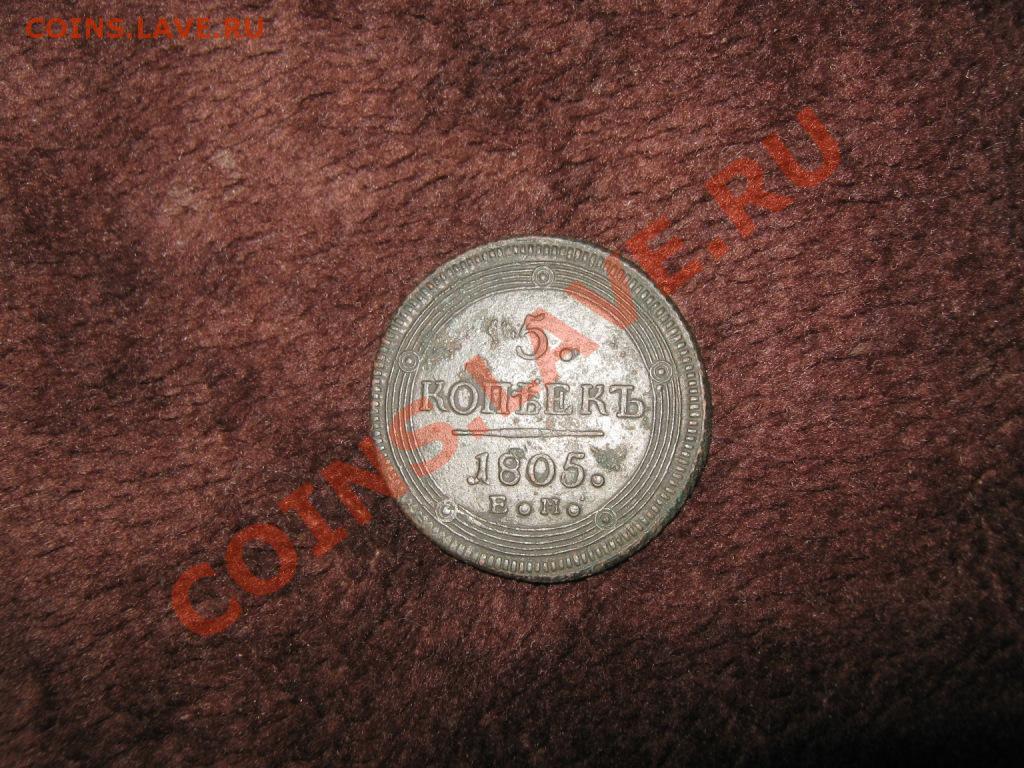 COINS.LAVE.RU
COINS.LAVE.RU
5.
КОПѢЕКЪ
1805.
Е.М.